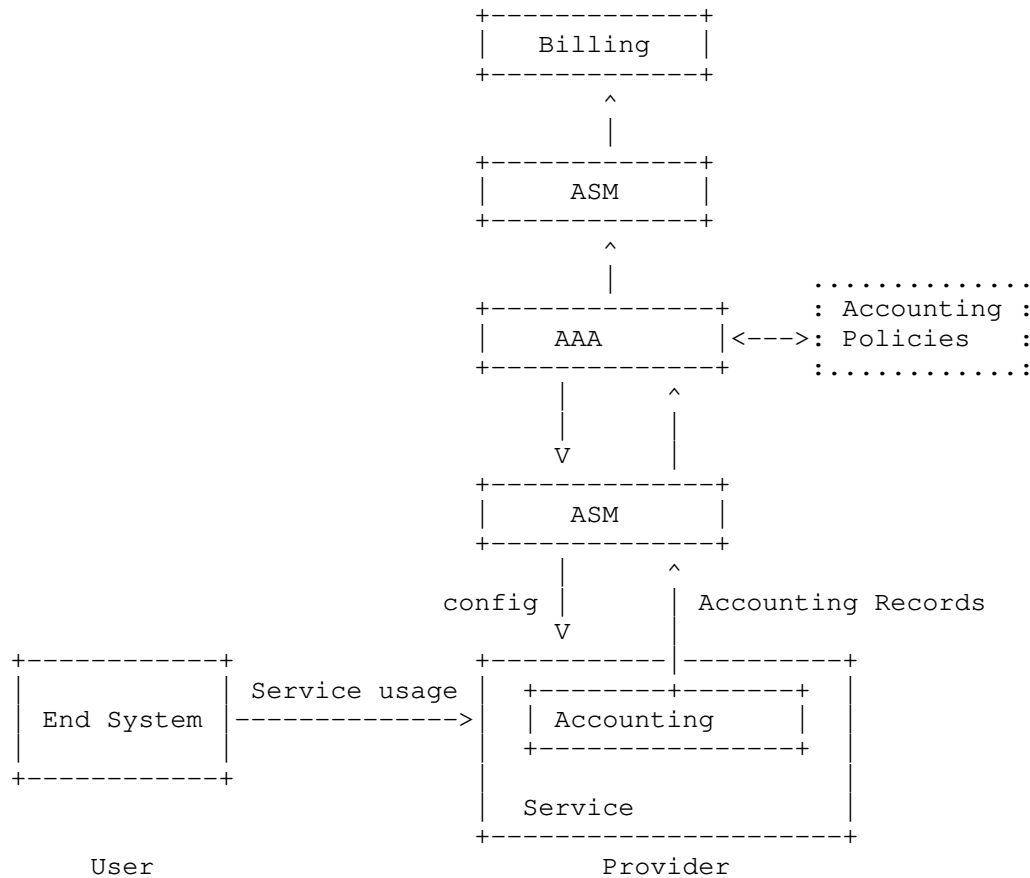 Billing
ASM
Accounting
AAA
Policies
ASM
config
Accounting Records
Service usage
End System
Accounting
Service
User
Provider